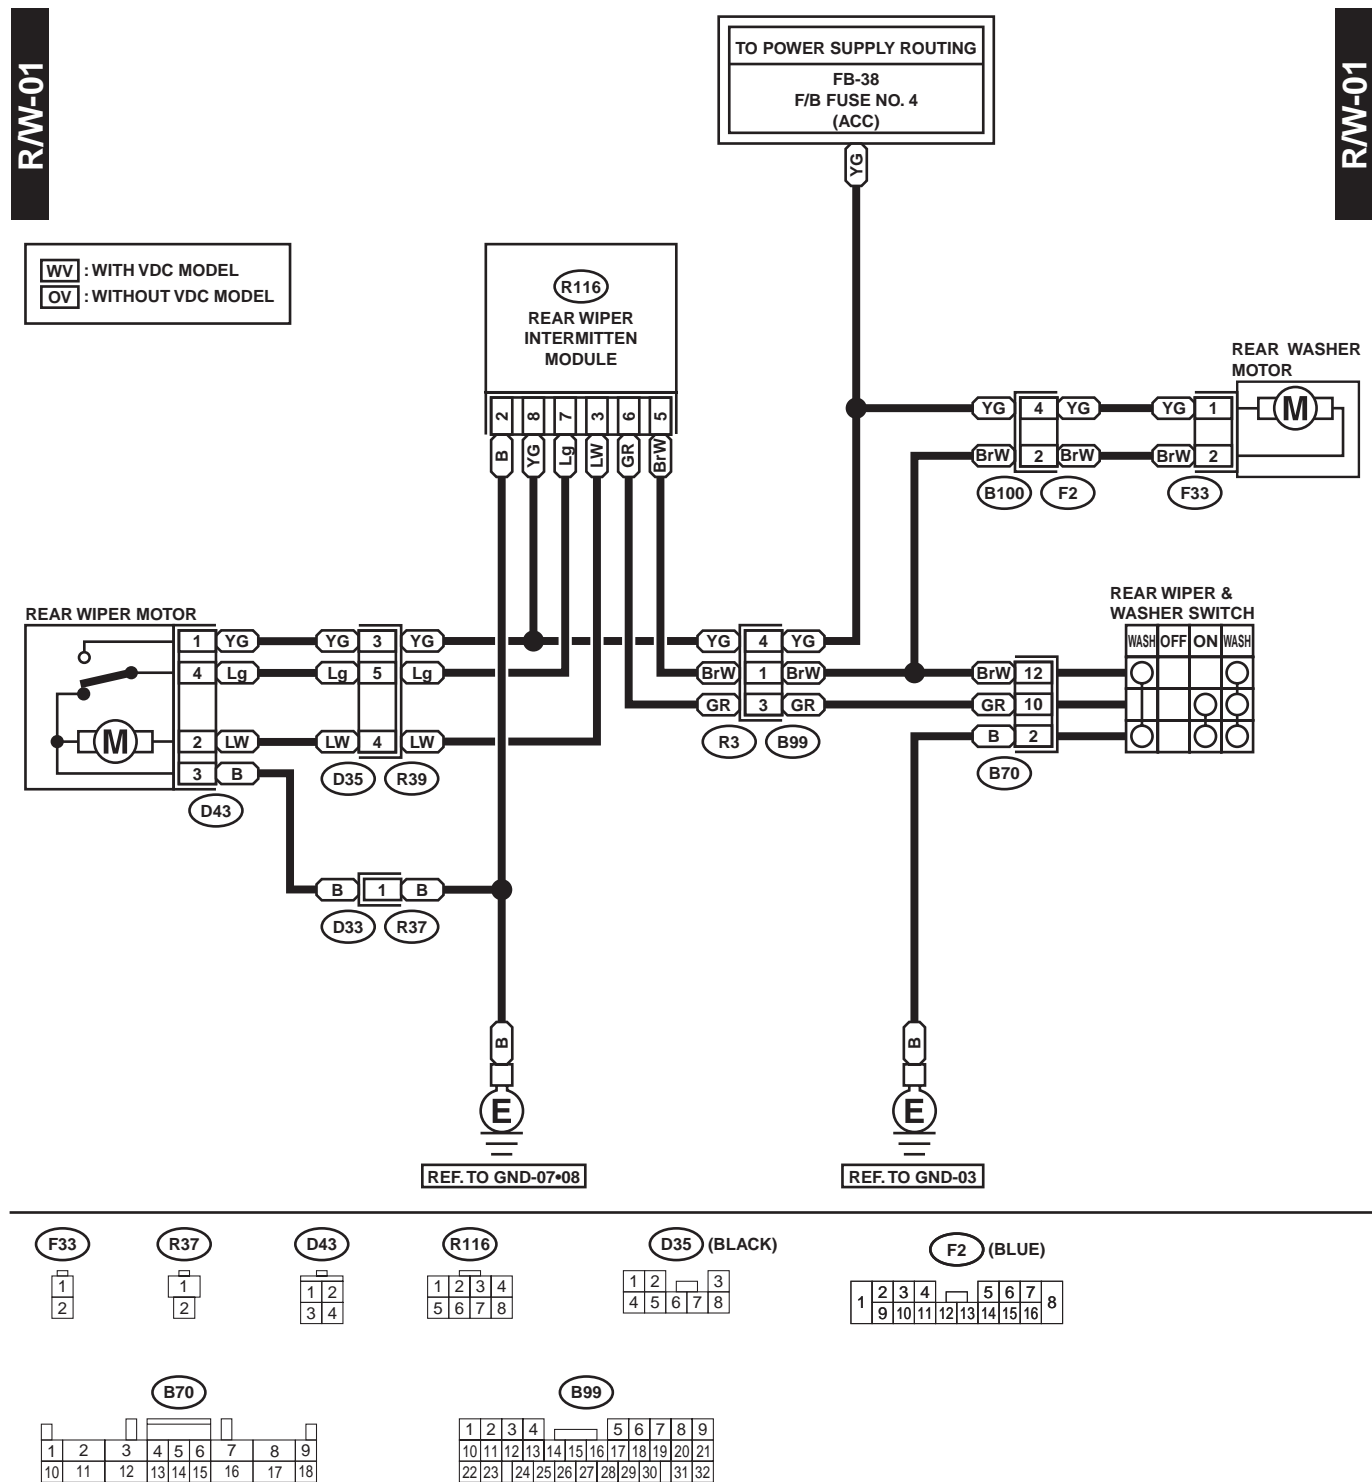 R/W-01
R/W-01
TO POWER SUPPLY ROUTING
FB-38
F/B FUSE NO. 4
(ACC)
YG
WV : WITH VDC MODEL
OV : WITHOUT VDC MODEL
R116
REAR WIPER
INTERMITTEN
MODULE
2 8 7 3 6 5
B YG Lg LW GR BrW
REAR WASHER
MOTOR
YG 4 YG YG 1 M
BrW 2 BrW BrW 2
B100 F2 F33
REAR WIPER MOTOR
1 YG YG 3 YG
4 Lg Lg 5 Lg
M 2 LW LW 4 LW
3 B
D35 R39
D43
YG 4 YG
BrW 1 BrW
GR 3 GR
R3 B99
REAR WIPER &
WASHER SWITCH
WASH OFF ON WASH
BrW 12
GR 10
B 2
B70
B 1 B
D33 R37
B
E
REF. TO GND-07•08
B
E
REF. TO GND-03
F33
1
2
R37
1
2
D43
1 2
3 4
R116
1 2 3 4
5 6 7 8
D35 (BLACK)
1 2 3
4 5 6 7 8
F2 (BLUE)
1 2 3 4 5 6 7 8
9 10 11 12 13 14 15 16
B70
1 2 3 4 5 6 7 8 9
10 11 12 13 14 15 16 17 18
B99
1 2 3 4 5 6 7 8 9
10 11 12 13 14 15 16 17 18 19 20 21
22 23 24 25 26 27 28 29 30 31 32